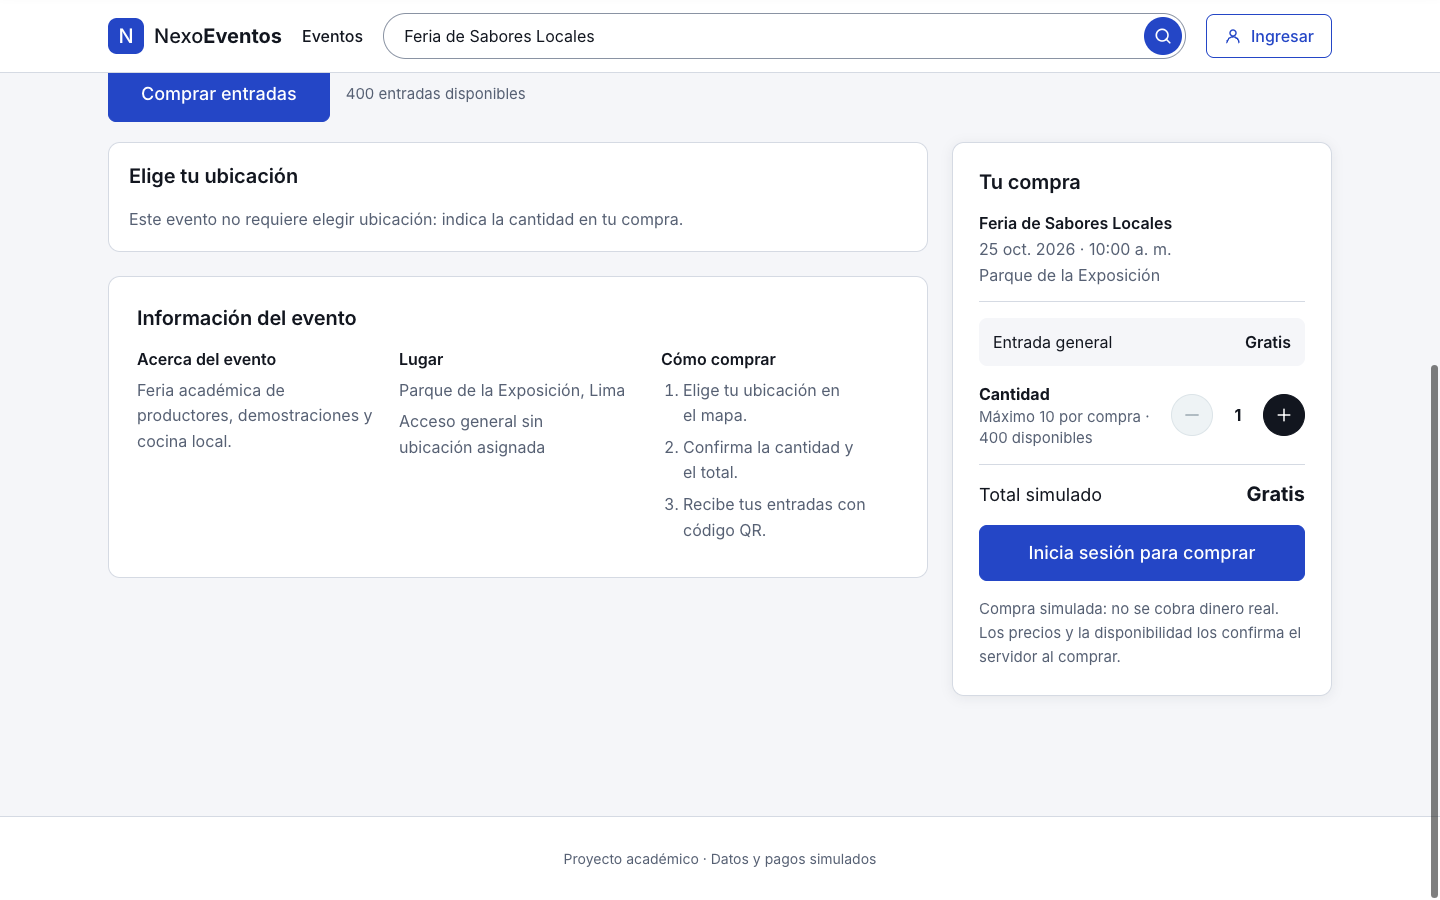 N NexoEventos
Eventos
Feria de Sabores Locales
Ingresar
Comprar entradas
400 entradas disponibles
Elige tu ubicación
Este evento no requiere elegir ubicación: indica la cantidad en tu compra.
Información del evento
Acerca del evento
Feria académica de
productores, demostraciones y
cocina local.
Lugar
Parque de la Exposición, Lima
Acceso general sin
ubicación asignada
Cómo comprar
1. Elige tu ubicación en
el mapa.
2. Confirma la cantidad y
el total.
3. Recibe tus entradas con
código QR.
Tu compra
Feria de Sabores Locales
25 oct. 2026 · 10:00 a. m.
Parque de la Exposición
Entrada general Gratis
Cantidad
Máximo 10 por compra ·
400 disponibles
1
Total simulado Gratis
Inicia sesión para comprar
Compra simulada: no se cobra dinero real.
Los precios y la disponibilidad los confirma el
servidor al comprar.
Proyecto académico · Datos y pagos simulados